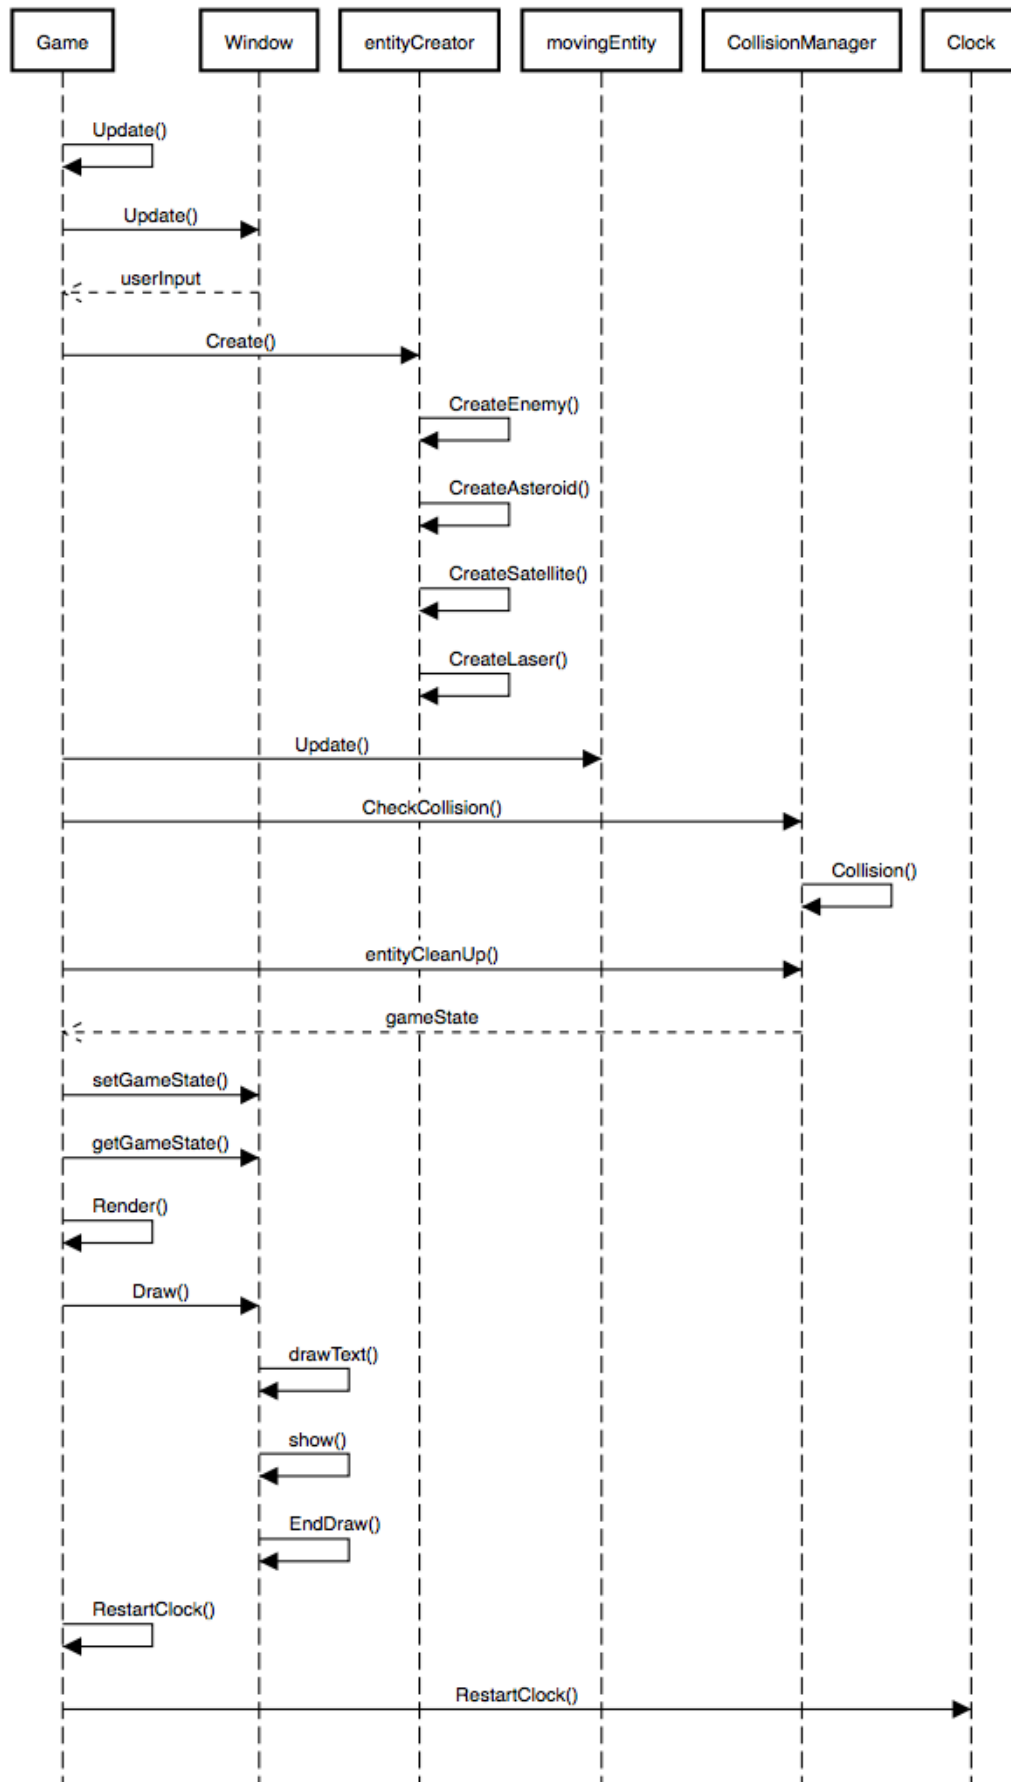 Game
Window
entityCreator
movingEntity
CollisionManager
Clock
Update()
Update()
userInput
Create()
CreateEnemy()
CreateAsteroid()
CreateSatellite()
CreateLaser()
Update()
CheckCollision()
Collision()
entityCleanUp()
gameState
setGameState()
getGameState()
Render()
Draw()
drawText()
show()
EndDraw()
RestartClock()
RestartClock()